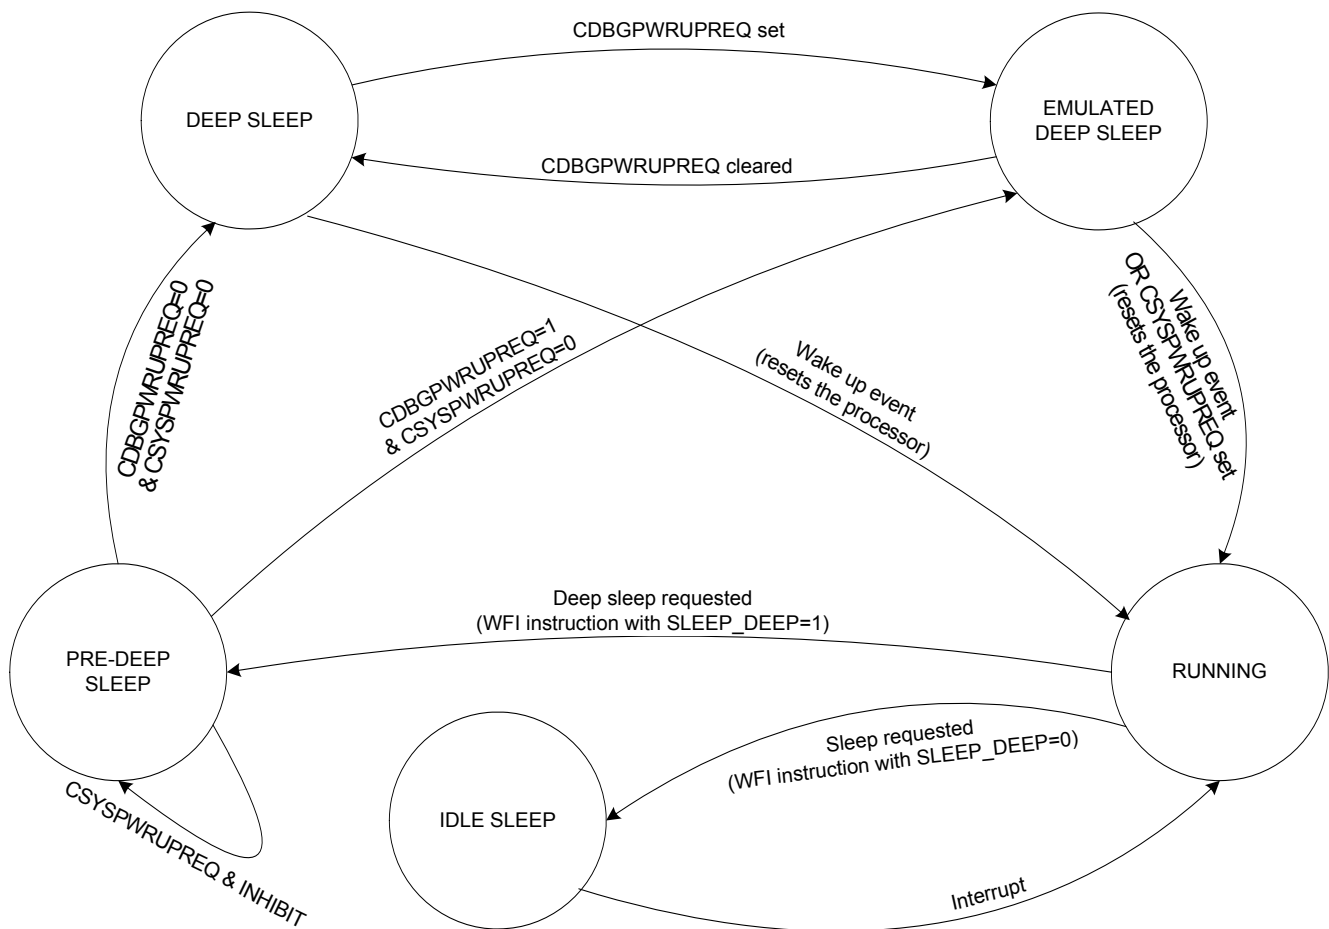 CDBGPWRUPREQ set
DEEP SLEEP
EMULATED
DEEP SLEEP
CDBGPWRUPREQ cleared
CDBGPWRUPREQ=0
& CSYSPWRUPREQ=0
CDBGPWRUPREQ=1
& CSYSPWRUPREQ=0
Wake up event
(resets the processor)
Wake up event
OR CSYSPWRUPREQ set
(resets the processor)
Deep sleep requested
(WFI instruction with SLEEP_DEEP=1)
PRE-DEEP
SLEEP
RUNNING
Sleep requested
(WFI instruction with SLEEP_DEEP=0)
IDLE SLEEP
CSYSPWRUPREQ & INHIBIT
Interrupt